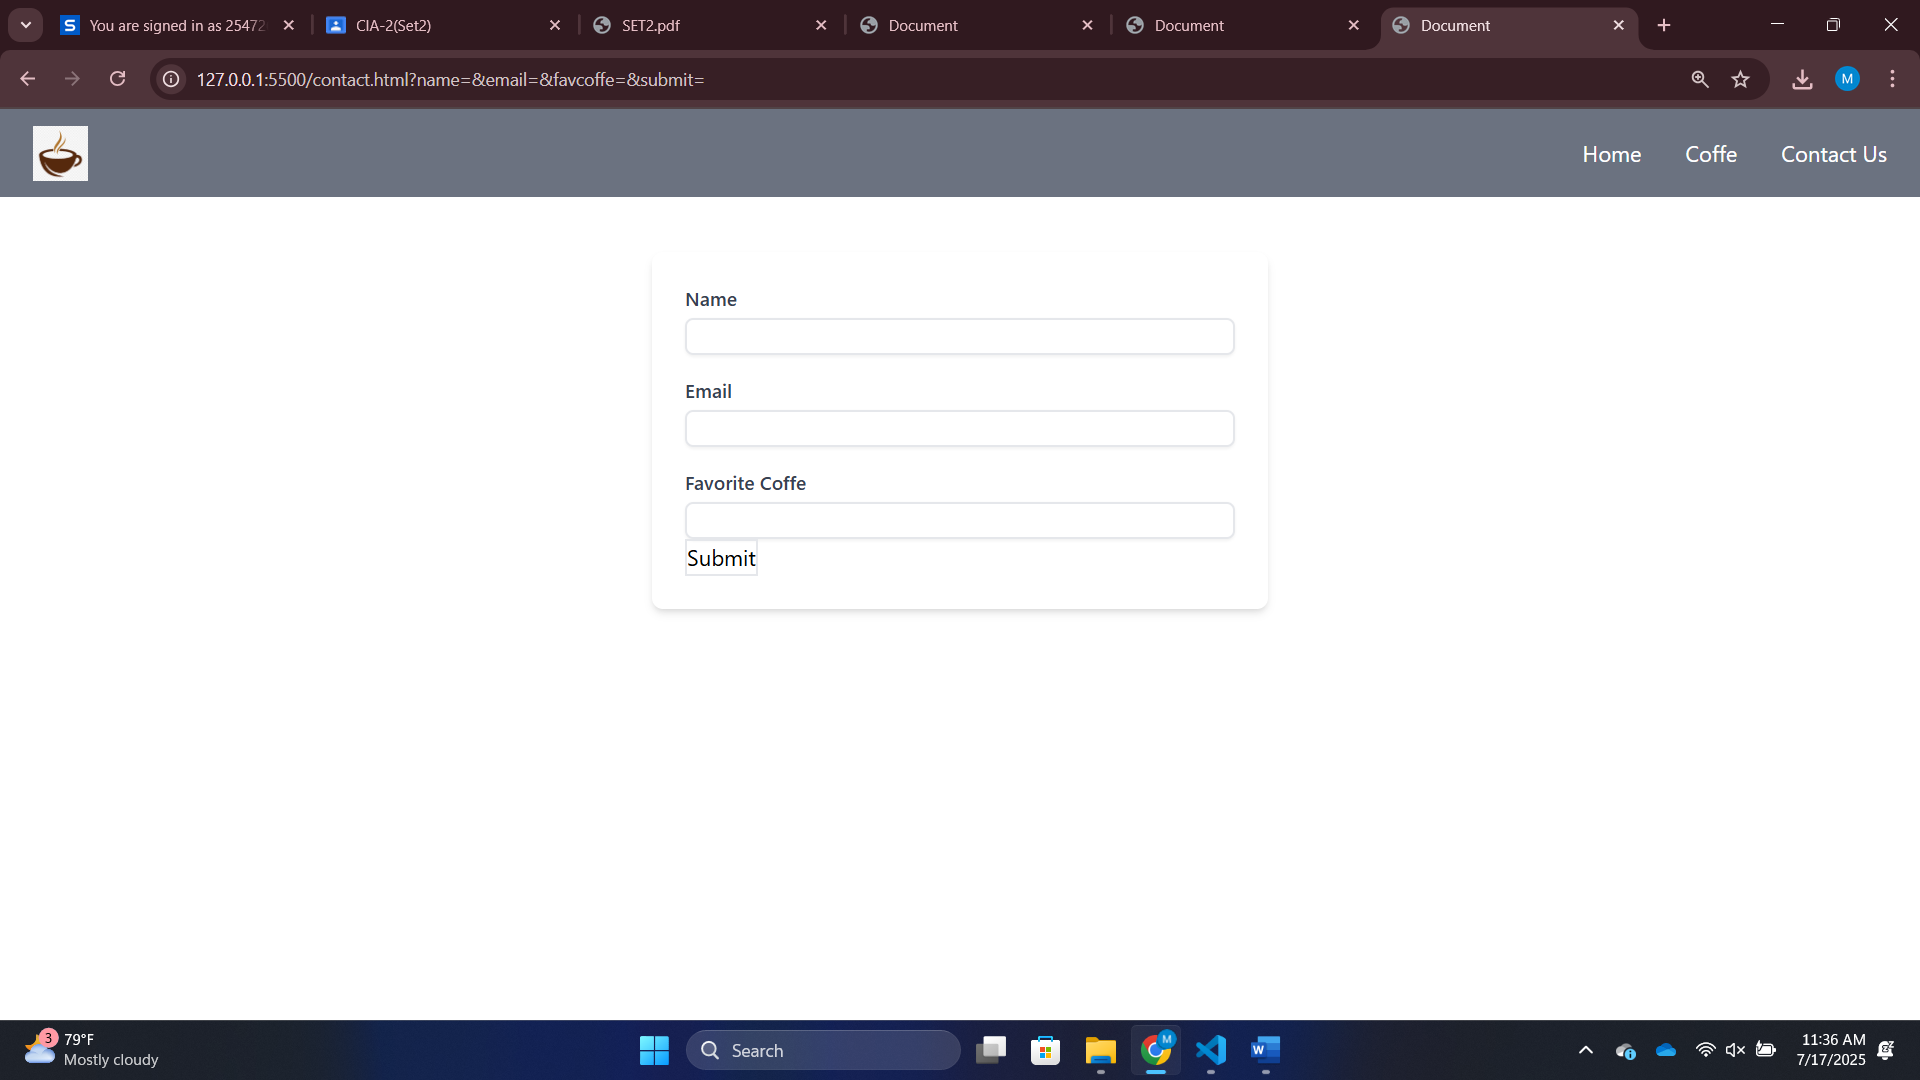 You are signed in as 25472
CIA-2(Set2)
SET2.pdf
Document
Document
Document
127.0.0.1:5500/contact.html?name=&email=&favcoffe=&submit=
M
Home
Coffe
Contact Us
Name
Email
Favorite Coffe
Submit
3
79°F
Mostly cloudy
Search
M
W
11:36 AM
7/17/2025